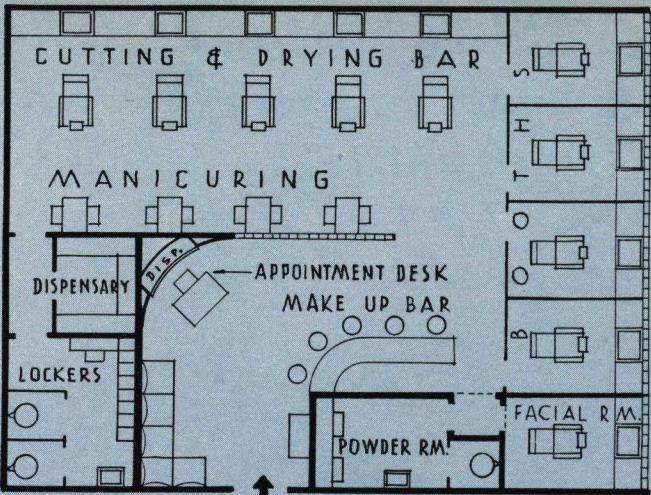 CUTTING & DRYING BAR
MANICURING
DISP.
DISPENSARY
APPOINTMENT DESK
MAKE UP BAR
LOCKERS
BOOTHS
FACIAL RM.
POWDER RM.